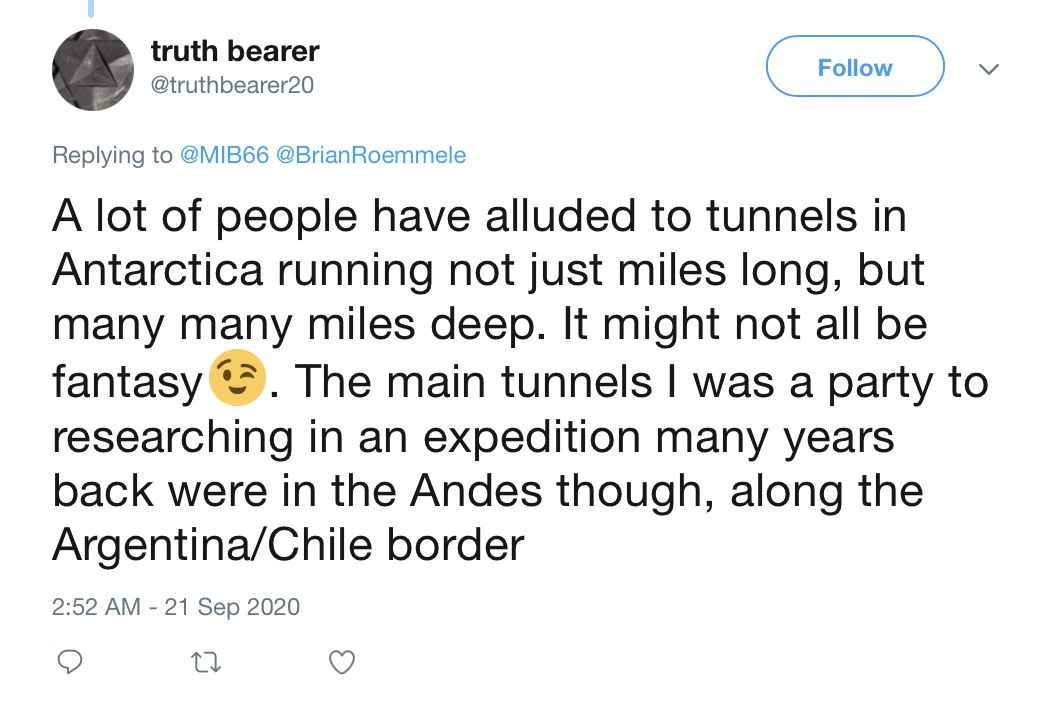 truth bearer
@truthbearer20
Follow
Replying to @MIB66 @BrianRoemmele
A lot of people have alluded to tunnels in
Antarctica running not just miles long, but
many many miles deep. It might not all be
fantasy😉. The main tunnels I was a party to
researching in an expedition many years
back were in the Andes though, along the
Argentina/Chile border
2:52 AM - 21 Sep 2020